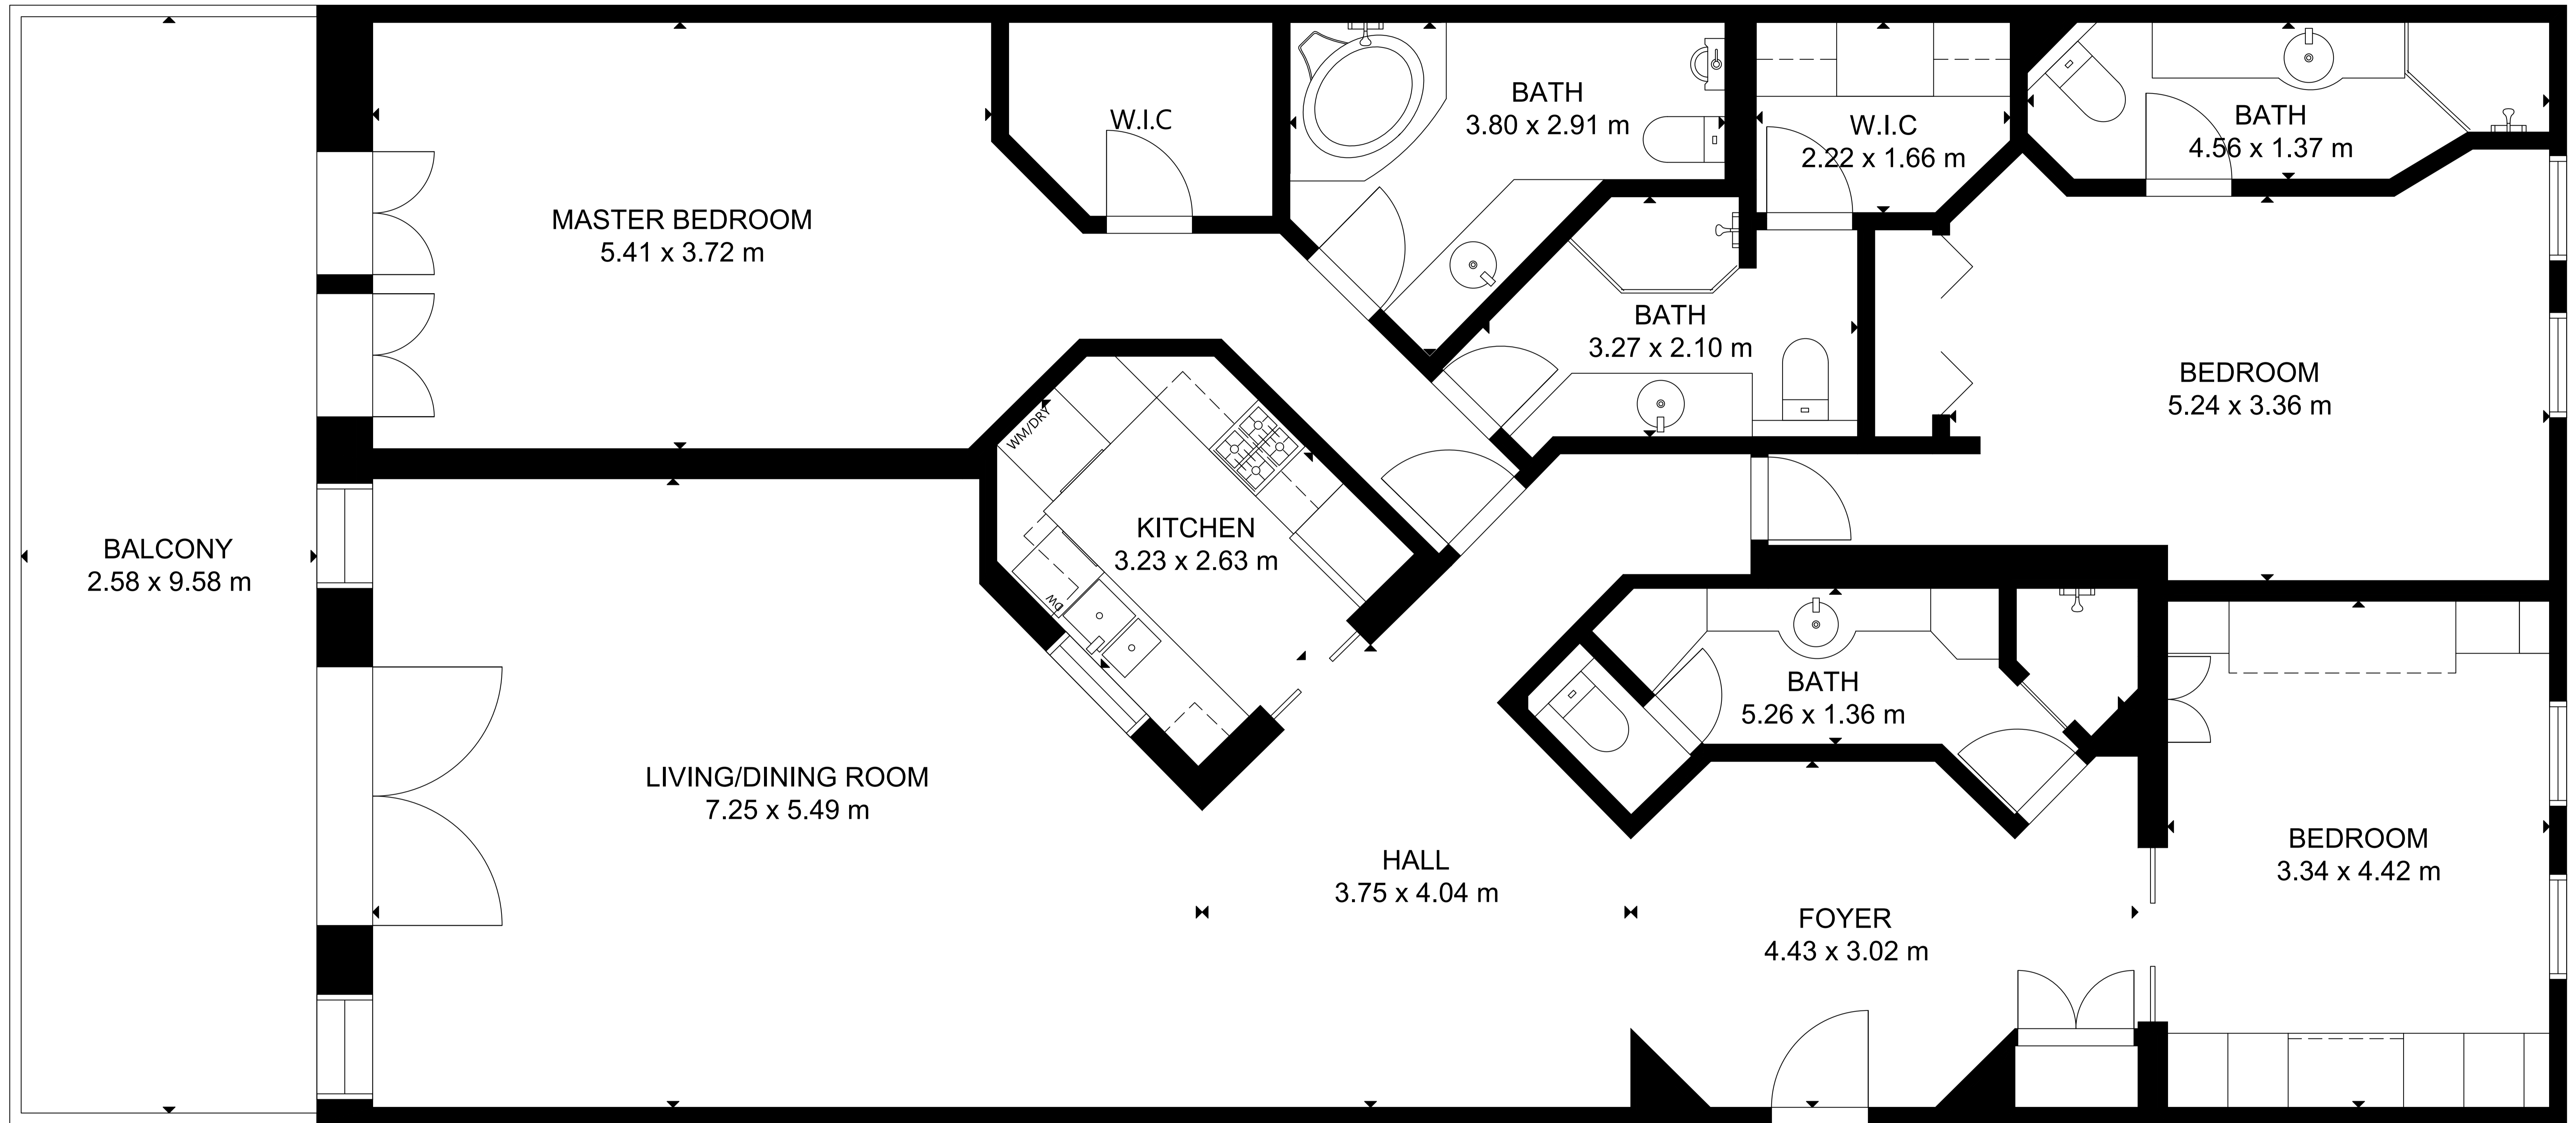 W.I.C
BATH
3.80 x 2.91 m
W.I.C
2.22 x 1.66 m
BATH
4.56 x 1.37 m
MASTER BEDROOM
5.41 x 3.72 m
BATH
3.27 x 2.10 m
BEDROOM
5.24 x 3.36 m
WM/DRY
KITCHEN
3.23 x 2.63 m
DW
BALCONY
2.58 x 9.58 m
BATH
5.26 x 1.36 m
LIVING/DINING ROOM
7.25 x 5.49 m
HALL
3.75 x 4.04 m
FOYER
4.43 x 3.02 m
BEDROOM
3.34 x 4.42 m